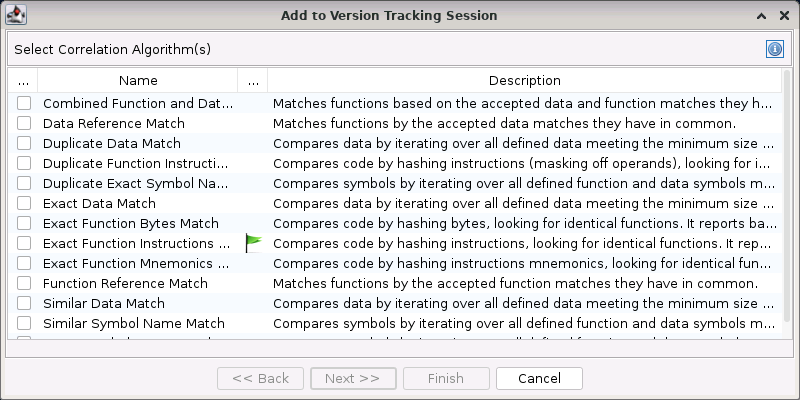 Add to Version Tracking Session
Select Correlation Algorithm(s)
... Name ... Description
Combined Function and Dat... Matches functions based on the accepted data and function matches they h...
Data Reference Match Matches functions by the accepted data matches they have in common.
Duplicate Data Match Compares data by iterating over all defined data meeting the minimum size ...
Duplicate Function Instructi... Compares code by hashing instructions (masking off operands), looking for i...
Duplicate Exact Symbol Na... Compares symbols by iterating over all defined function and data symbols m...
Exact Data Match Compares data by iterating over all defined data meeting the minimum size ...
Exact Function Bytes Match Compares code by hashing bytes, looking for identical functions. It reports ba...
Exact Function Instructions ... Compares code by hashing instructions, looking for identical functions. It rep...
Exact Function Mnemonics ... Compares code by hashing instructions mnemonics, looking for identical fun...
Function Reference Match Matches functions by the accepted function matches they have in common.
Similar Data Match Compares data by iterating over all defined data meeting the minimum size ...
Similar Symbol Name Match Compares symbols by iterating over all defined function and data symbols m...
<< Back Next >> Finish Cancel